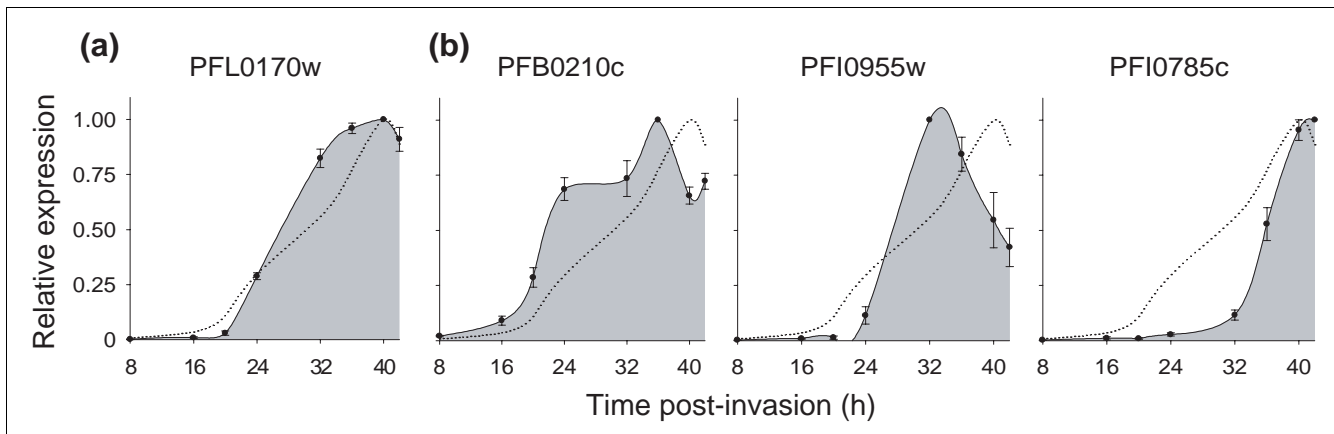 (a)
(b)
PFL0170w
PFB0210c
PFI0955w
PFI0785c
Relative expression
1.00
0.75
0.50
0.25
0
8 16 24 32 40
8 16 24 32 40
8 16 24 32 40
8 16 24 32 40
Time post-invasion (h)